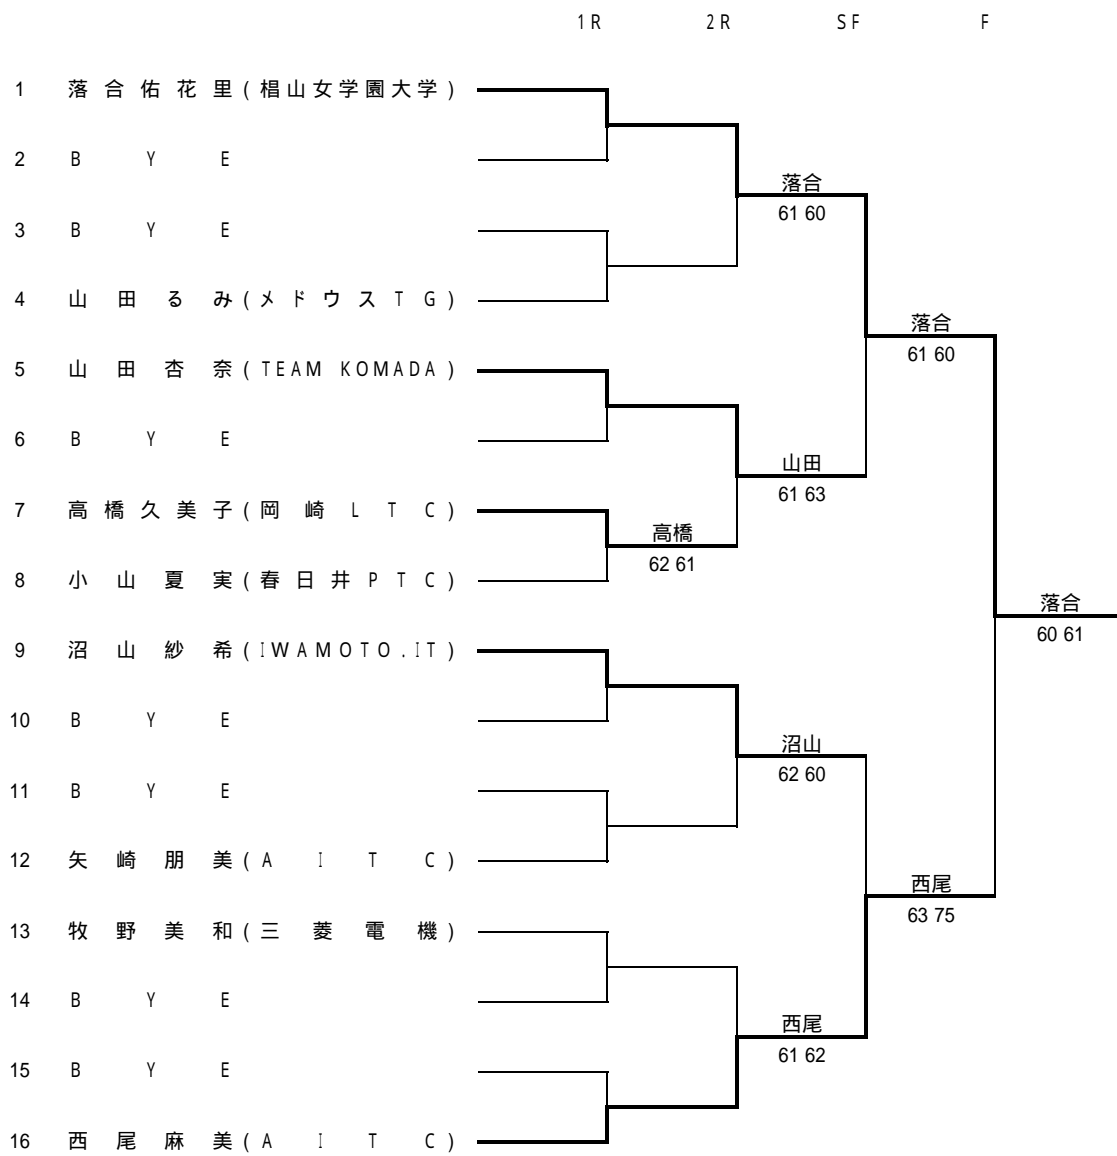 1R 2R SF F
1 落合佑花里(椙山女学園大学)
2 BYE
落合
61 60
3 BYE
4 山田るみ(メドウスTG)
落合
61 60
5 山田杏奈(TEAM KOMADA)
6 BYE
山田
61 63
7 高橋久美子(岡崎LTC)
高橋
62 61
8 小山夏実(春日井PTC)
落合
60 61
9 沼山紗希(IWAMOTO.IT)
10 BYE
沼山
62 60
11 BYE
12 矢崎朋美(AITC)
西尾
63 75
13 牧野美和(三菱電機)
14 BYE
西尾
61 62
15 BYE
16 西尾麻美(AITC)